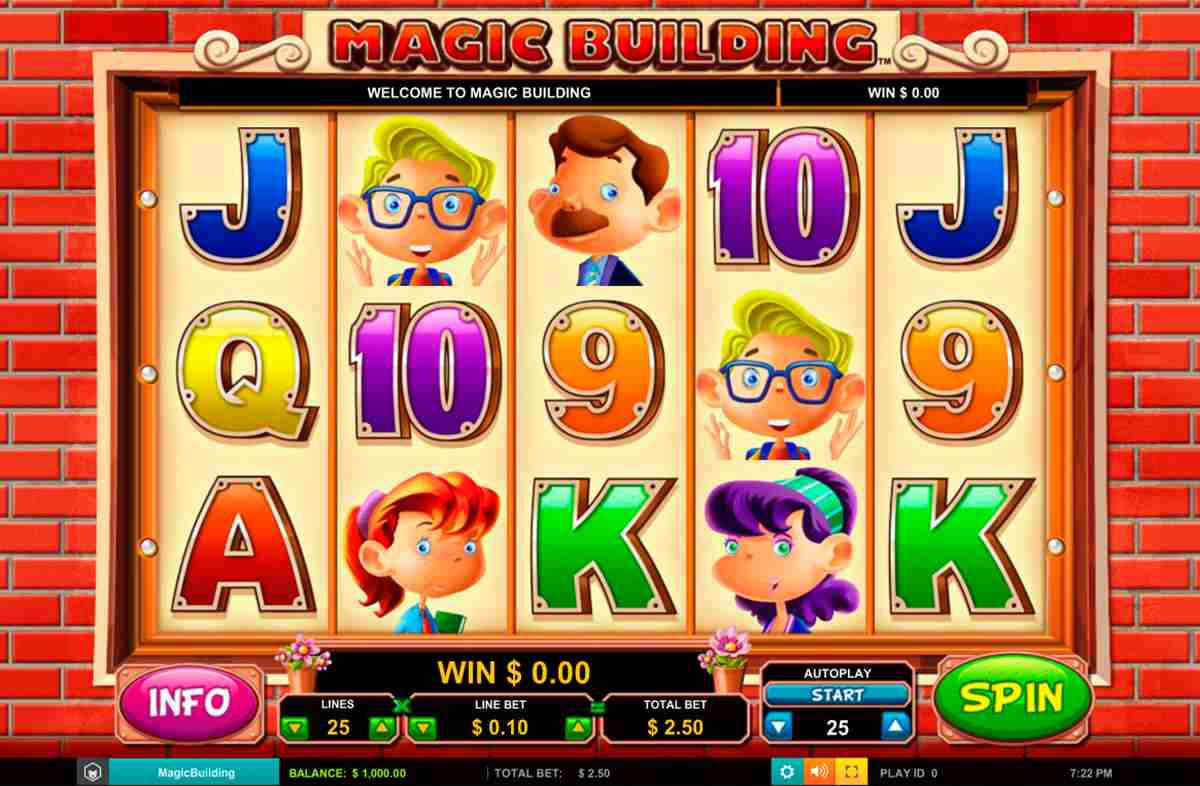 MAGIC BUILDING™
WELCOME TO MAGIC BUILDING WIN $ 0.00
J 10 J
Q 10 9 9
A K K
WIN $ 0.00
INFO
LINES
25
x
LINE BET
$ 0.10
=
TOTAL BET
$ 2.50
AUTOPLAY
START
25
SPIN
MagicBuilding BALANCE: $ 1,000.00 TOTAL BET: $ 2.50 PLAY ID 0 7:22 PM